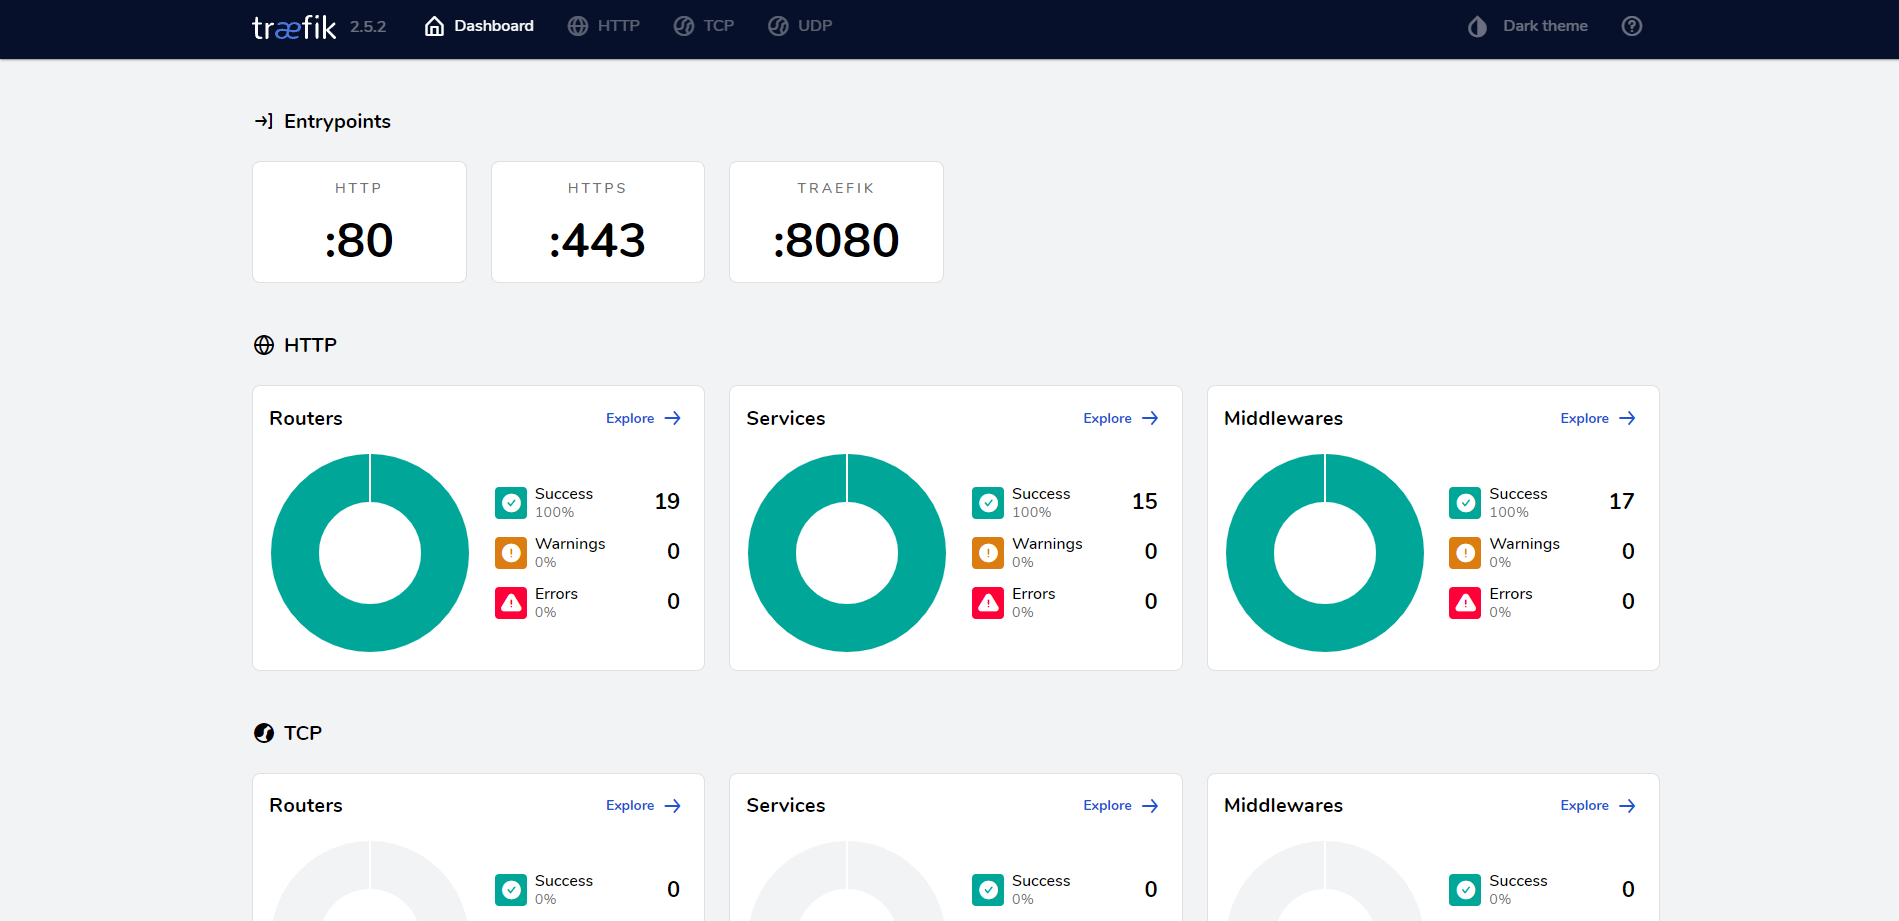 træfik 2.5.2 Dashboard HTTP TCP UDP Dark theme
Entrypoints
HTTP HTTPS TRAEFIK
:80 :443 :8080
HTTP
Routers Explore
Success 19
100%
Warnings 0
0%
Errors 0
0%
Services Explore
Success 15
100%
Warnings 0
0%
Errors 0
0%
Middlewares Explore
Success 17
100%
Warnings 0
0%
Errors 0
0%
TCP
Routers Explore
Success 0
0%
Services Explore
Success 0
0%
Middlewares Explore
Success 0
0%